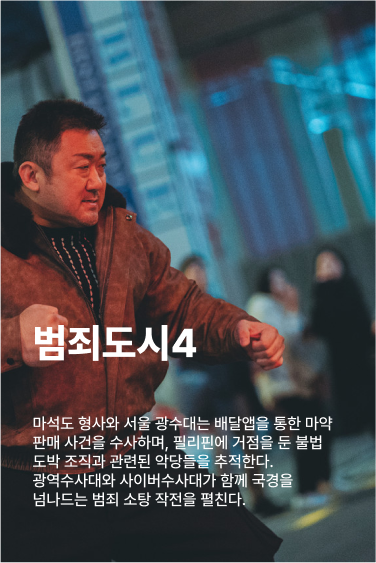 범죄도시4
마석도 형사와 서울 광수대는 배달앱을 통한 마약
판매 사건을 수사하며, 필리핀에 거점을 둔 불법
도박 조직과 관련된 악당들을 추적한다.
광역수사대와 사이버수사대가 함께 국경을
넘나드는 범죄 소탕 작전을 펼친다.